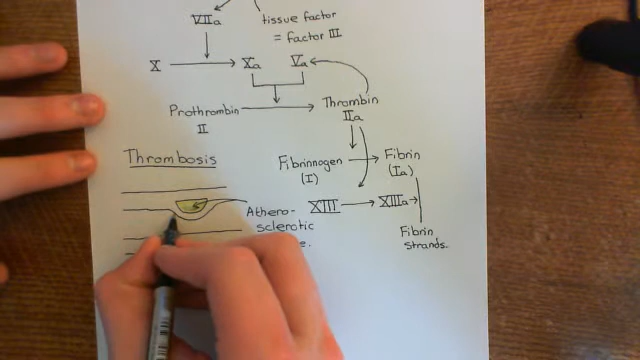 VIIa
tissue factor
= factor III
X
Xa
Va
Prothrombin
II
Thrombin
IIa
Thrombosis
Fibrinnogen
(I)
Fibrin
(Ia)
Athero-
sclerotic
XIII
XIIIa
Fibrin
strands.